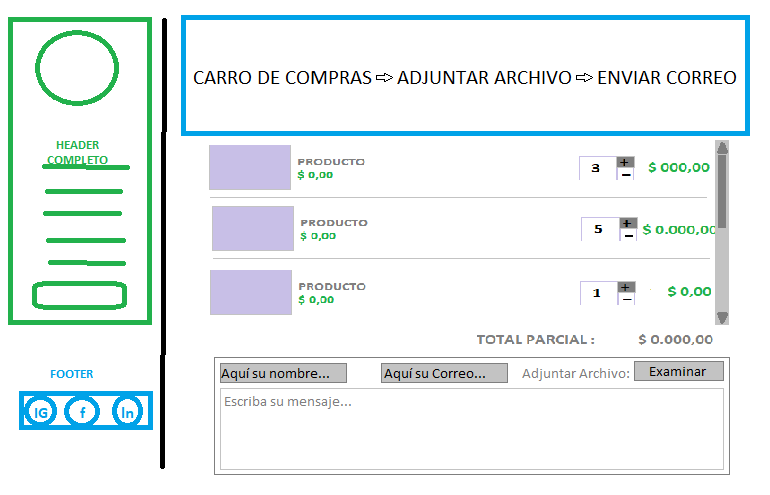 HEADER
COMPLETO
FOOTER
IG f In
CARRO DE COMPRAS ⇨ ADJUNTAR ARCHIVO ⇨ ENVIAR CORREO
PRODUCTO
$ 0,00
3 + − $ 000,00
PRODUCTO
$ 0,00
5 + − $ 0.000,00
PRODUCTO
$ 0,00
1 + − $ 0,00
TOTAL PARCIAL : $ 0.000,00
Aquí su nombre... Aquí su Correo... Adjuntar Archivo: Examinar
Escriba su mensaje...